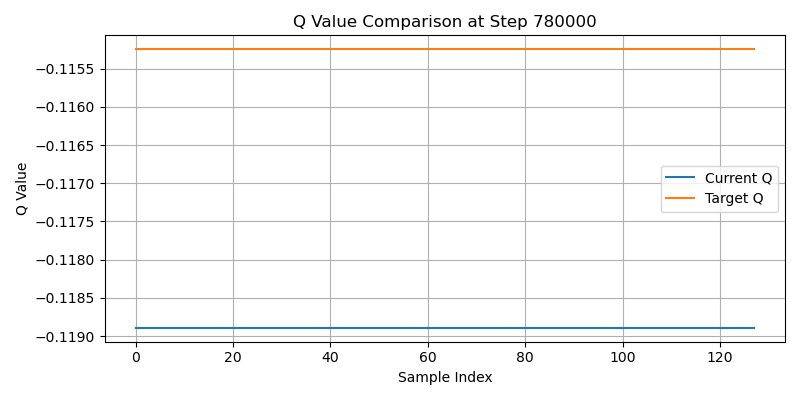 Q Value Comparison at Step 780000
Q Value
−0.1155
−0.1160
−0.1165
−0.1170
−0.1175
−0.1180
−0.1185
−0.1190
Current Q
Target Q
0 20 40 60 80 100 120
Sample Index